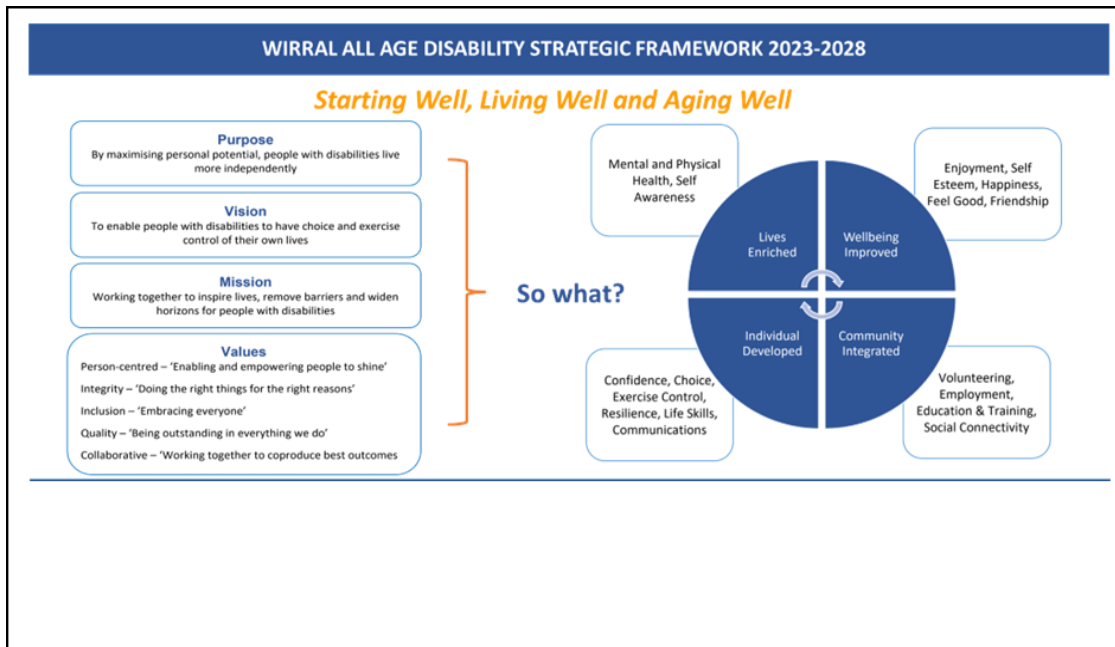 WIRRAL ALL AGE DISABILITY STRATEGIC FRAMEWORK 2023-2028
Starting Well, Living Well and Aging Well
Purpose
By maximising personal potential, people with disabilities live
more independently
Vision
To enable people with disabilities to have choice and exercise
control of their own lives
Mission
Working together to inspire lives, remove barriers and widen
horizons for people with disabilities
Values
Person-centred – ‘Enabling and empowering people to shine’
Integrity – ‘Doing the right things for the right reasons’
Inclusion – ‘Embracing everyone’
Quality – ‘Being outstanding in everything we do’
Collaborative – ‘Working together to coproduce best outcomes
So what?
Mental and Physical
Health, Self
Awareness
Enjoyment, Self
Esteem, Happiness,
Feel Good, Friendship
Lives
Enriched
Wellbeing
Improved
Individual
Developed
Community
Integrated
Confidence, Choice,
Exercise Control,
Resilience, Life Skills,
Communications
Volunteering,
Employment,
Education & Training,
Social Connectivity